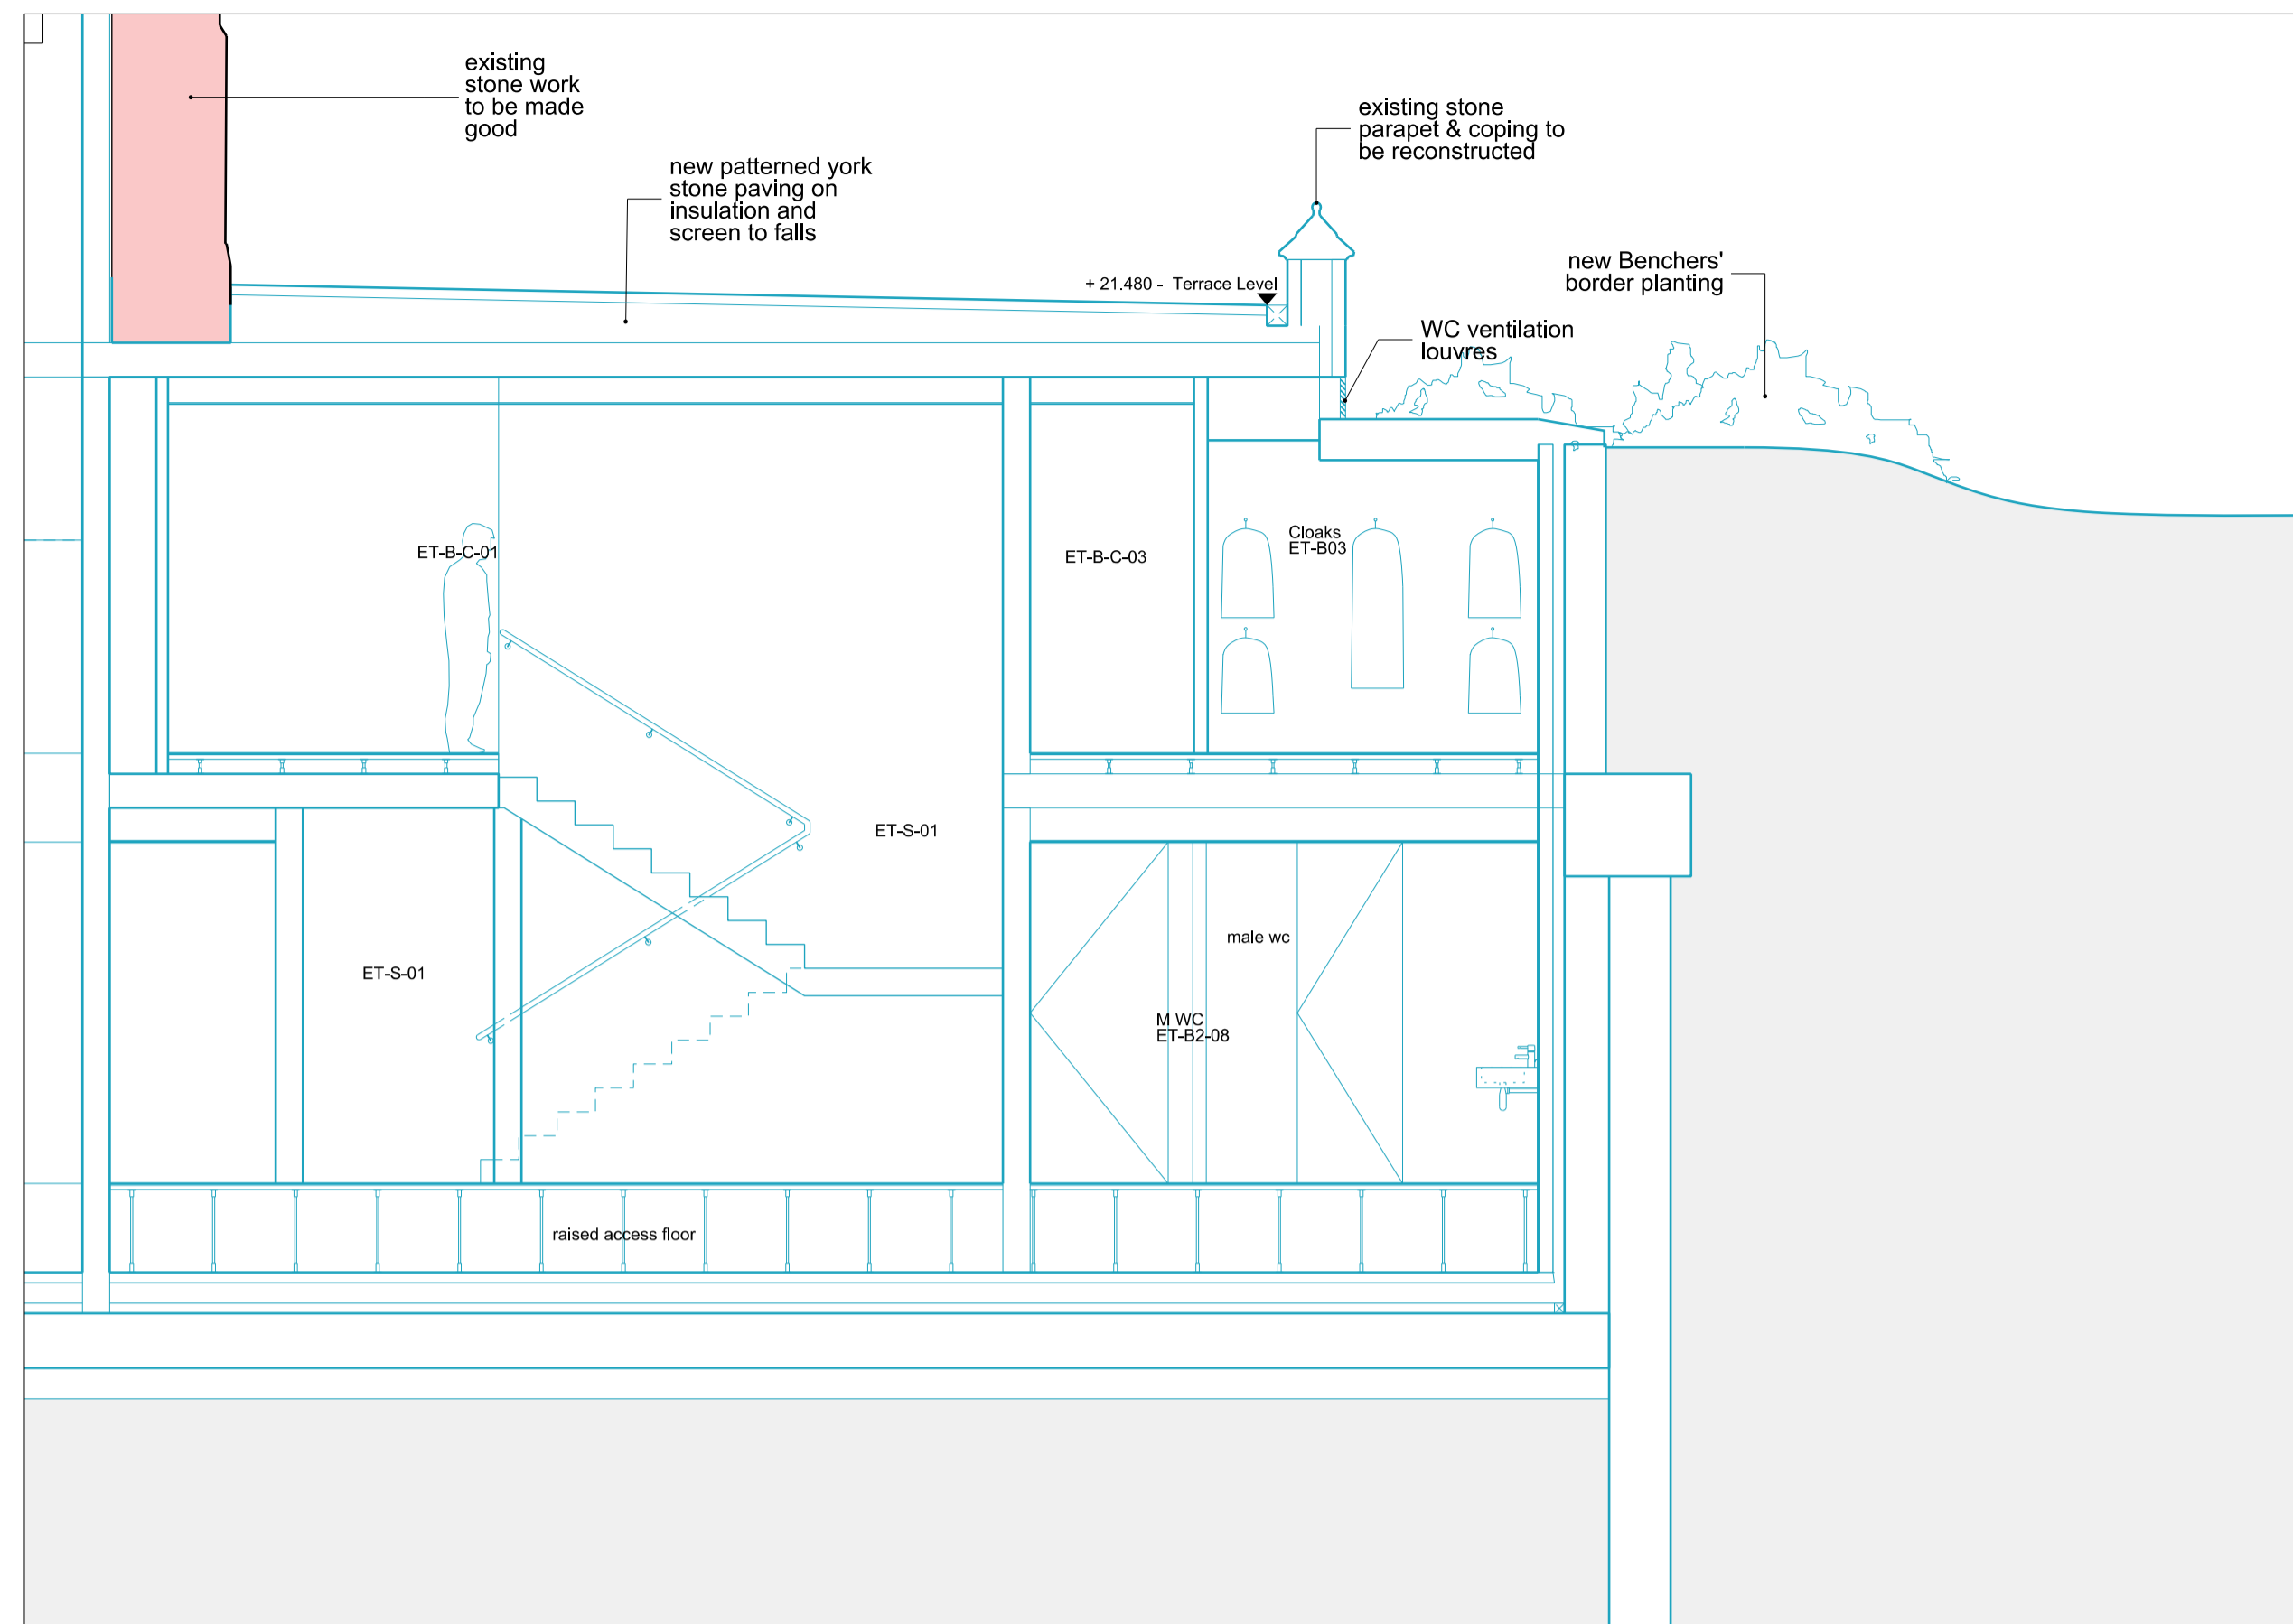 existing
stone work
to be made
good
existing stone
parapet & coping to
be reconstructed
new patterned york
stone paving on
insulation and
screen to falls
new Benchers'
border planting
+ 21.480 - Terrace Level
WC ventilation
louvres
ET-B-C-01
ET-B-C-03
Cloaks
ET-B03
ET-S-01
male wc
ET-S-01
M WC
ET-B2-08
raised access floor